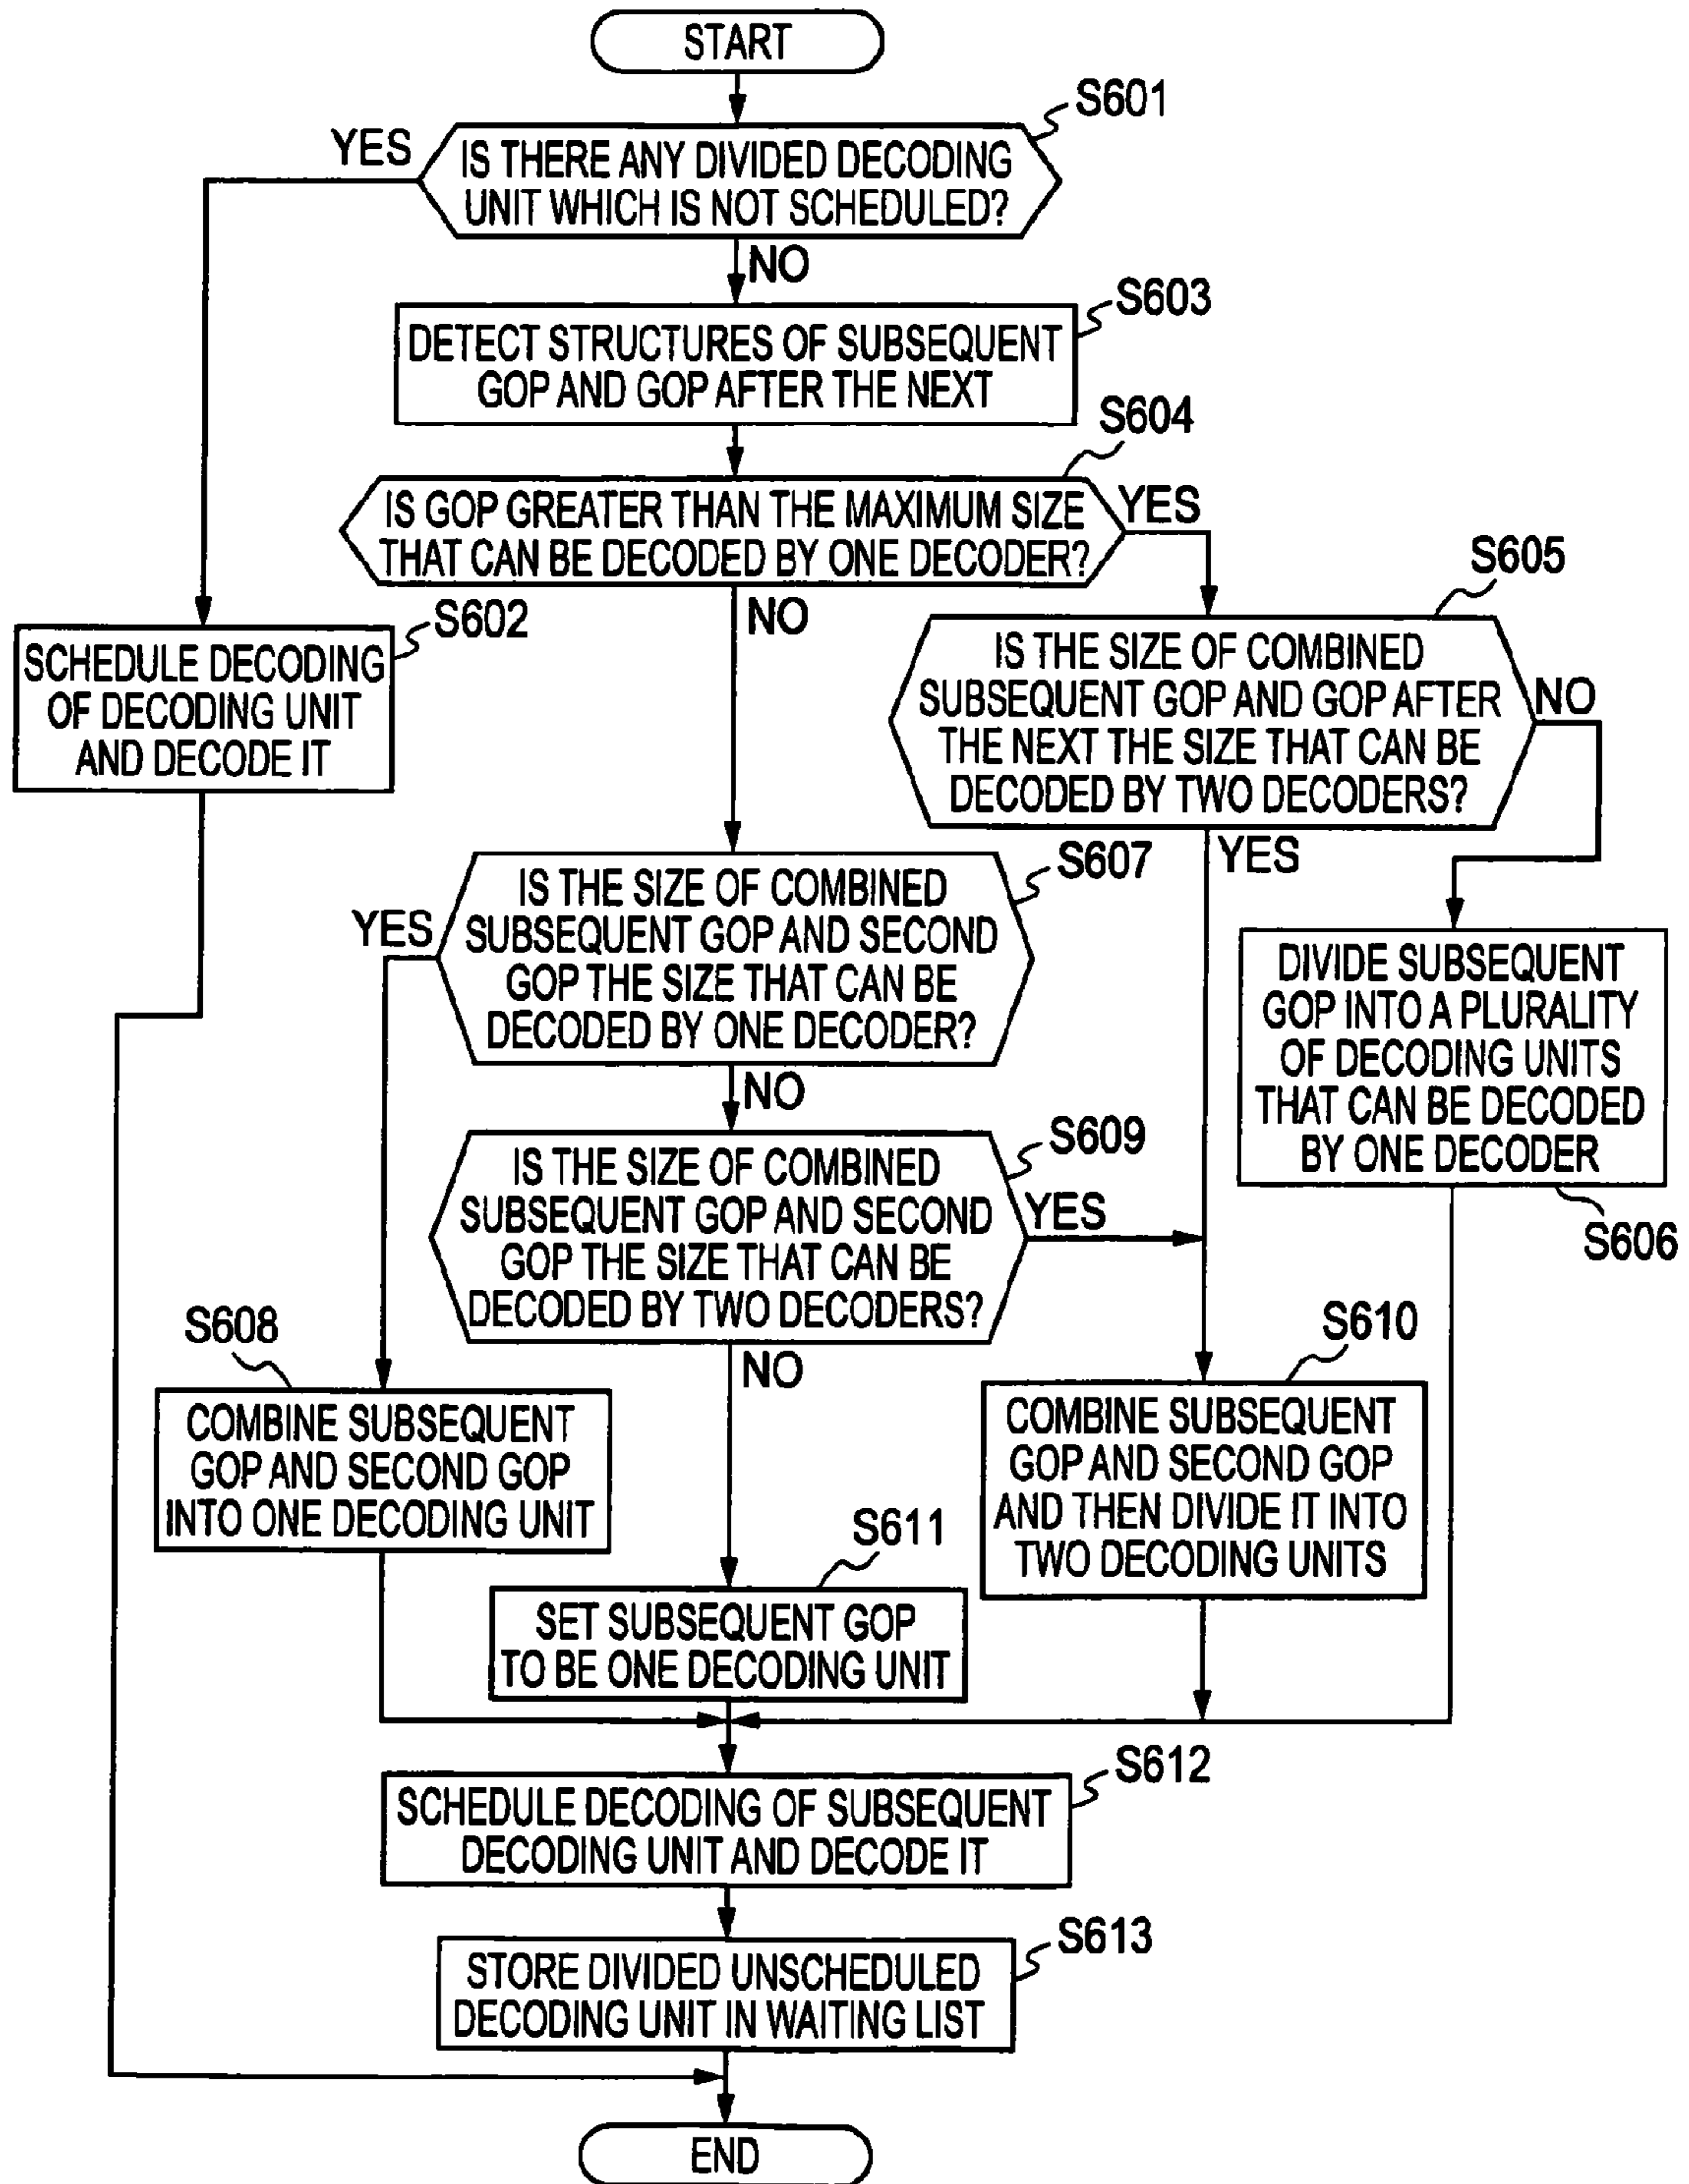 START
S601
YES
IS THERE ANY DIVIDED DECODING
UNIT WHICH IS NOT SCHEDULED?
NO
S603
DETECT STRUCTURES OF SUBSEQUENT
GOP AND GOP AFTER THE NEXT
S604
IS GOP GREATER THAN THE MAXIMUM SIZE
THAT CAN BE DECODED BY ONE DECODER?
YES
NO
S605
IS THE SIZE OF COMBINED
SUBSEQUENT GOP AND GOP AFTER
THE NEXT THE SIZE THAT CAN BE
DECODED BY TWO DECODERS?
NO
YES
S602
SCHEDULE DECODING
OF DECODING UNIT
AND DECODE IT
S607
IS THE SIZE OF COMBINED
SUBSEQUENT GOP AND SECOND
GOP THE SIZE THAT CAN BE
DECODED BY ONE DECODER?
YES
NO
DIVIDE SUBSEQUENT
GOP INTO A PLURALITY
OF DECODING UNITS
THAT CAN BE DECODED
BY ONE DECODER
S606
S609
IS THE SIZE OF COMBINED
SUBSEQUENT GOP AND SECOND
GOP THE SIZE THAT CAN BE
DECODED BY TWO DECODERS?
YES
NO
S608
COMBINE SUBSEQUENT
GOP AND SECOND GOP
INTO ONE DECODING UNIT
S610
COMBINE SUBSEQUENT
GOP AND SECOND GOP
AND THEN DIVIDE IT INTO
TWO DECODING UNITS
S611
SET SUBSEQUENT GOP
TO BE ONE DECODING UNIT
S612
SCHEDULE DECODING OF SUBSEQUENT
DECODING UNIT AND DECODE IT
S613
STORE DIVIDED UNSCHEDULED
DECODING UNIT IN WAITING LIST
END